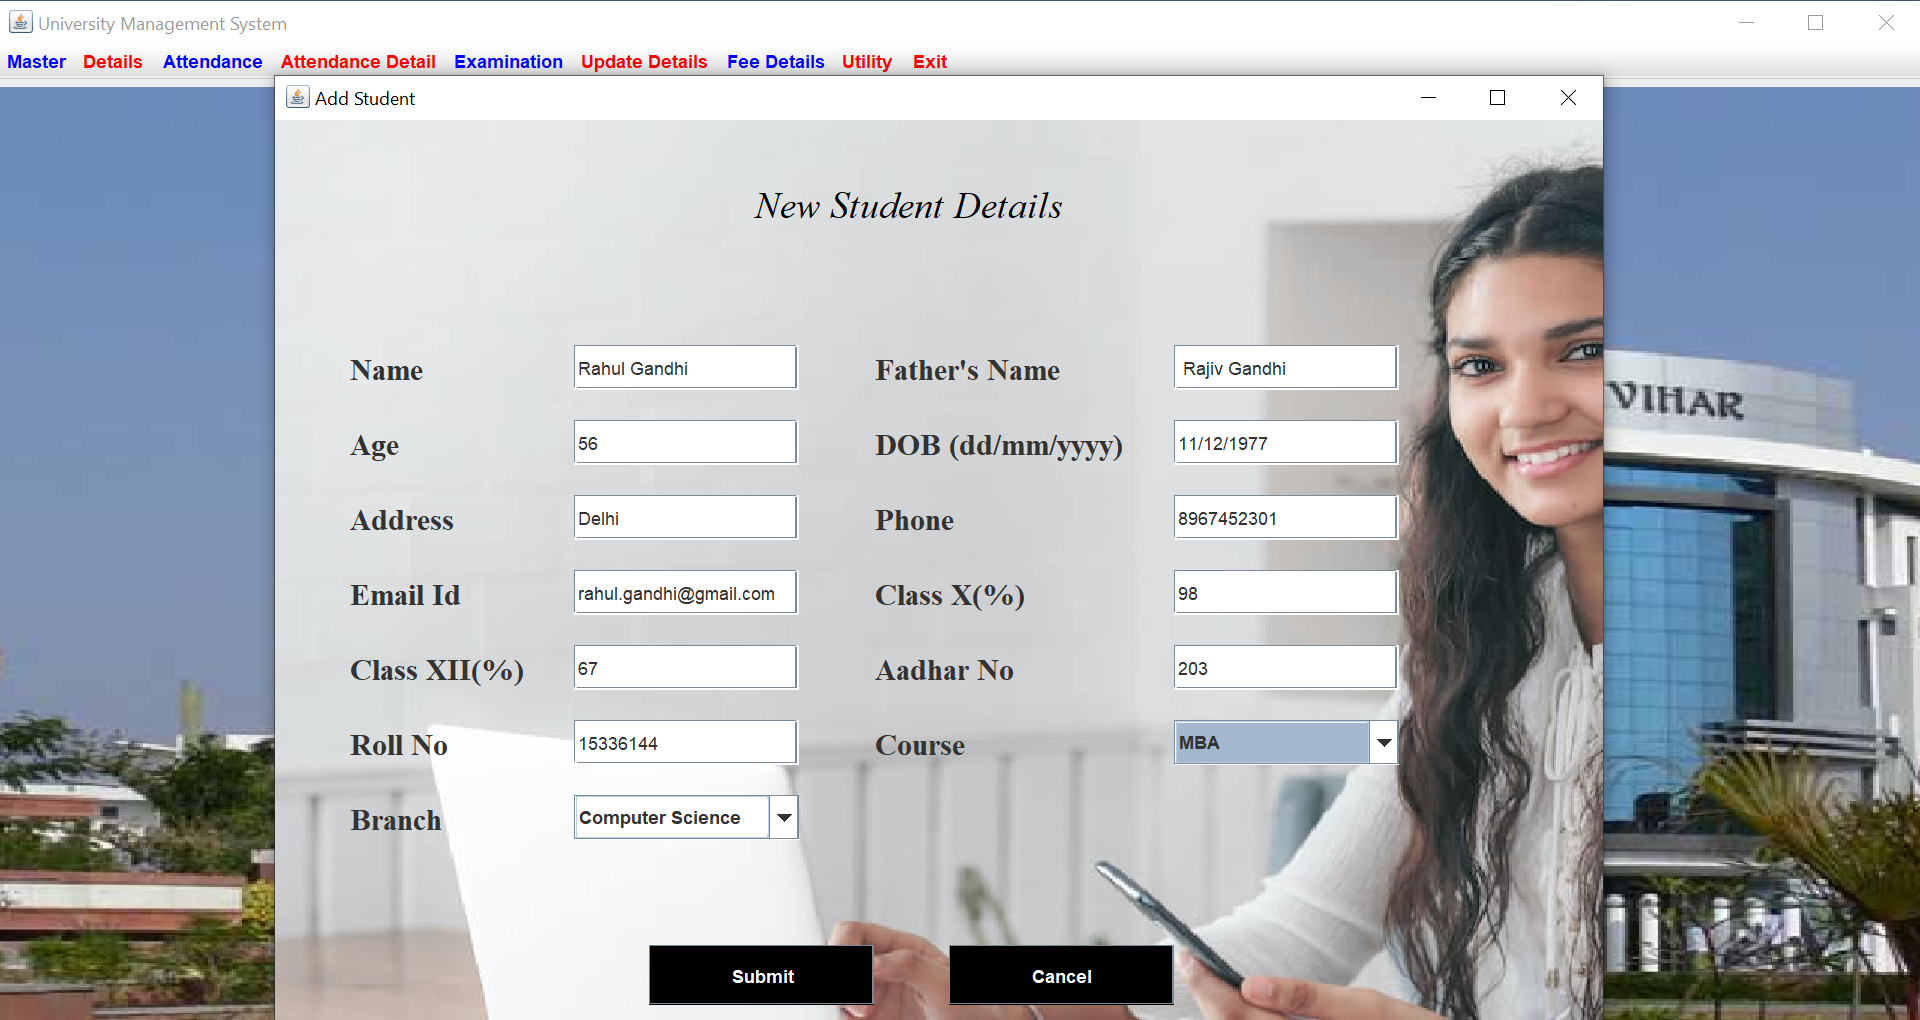 University Management System
Master Details Attendance Attendance Detail Examination Update Details Fee Details Utility Exit
Add Student
New Student Details
Name Rahul Gandhi Father's Name Rajiv Gandhi
Age 56 DOB (dd/mm/yyyy) 11/12/1977
Address Delhi Phone 8967452301
Email Id rahul.gandhi@gmail.com Class X(%) 98
Class XII(%) 67 Aadhar No 203
Roll No 15336144 Course MBA
Branch Computer Science
Submit Cancel
VIHAR